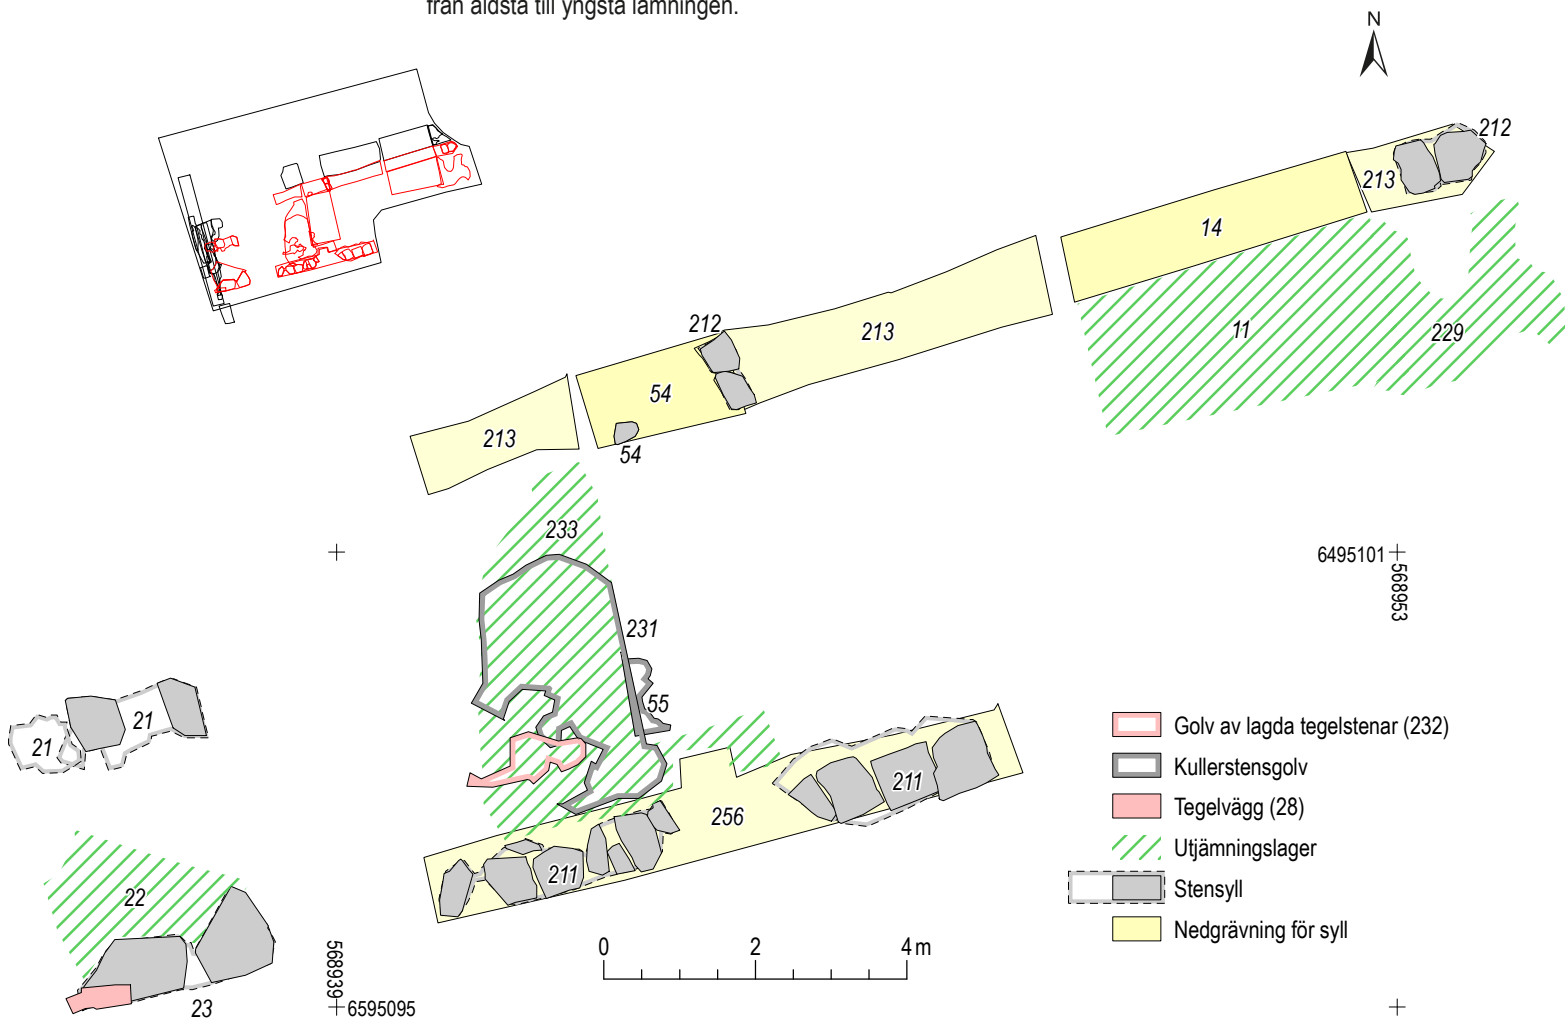 från äldsta till yngsta lämningen.
N
212
213
14
212
213
11
229
54
213
54
233
6495101
568953
231
55
21
21
Golv av lagda tegelstenar (232)
Kullerstensgolv
Tegelvägg (28)
Utjämningslager
Stensyll
Nedgrävning för syll
211
256
211
22
0 2 4 m
568939
23
6595095